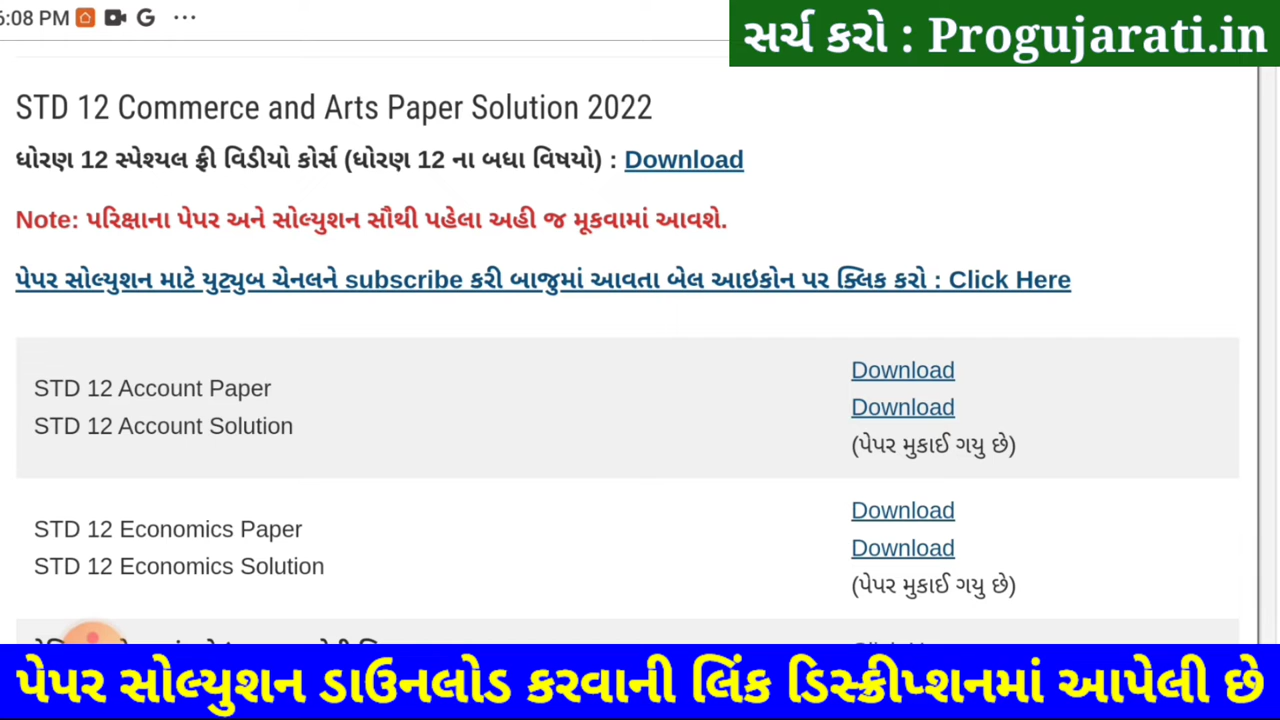 6:08 PM
સર્ચ કરો : Progujarati.in
STD 12 Commerce and Arts Paper Solution 2022
ધોરણ 12 સ્પેશ્યલ ફ્રી વિડીયો કોર્સ (ધોરણ 12 ના બધા વિષયો) : Download
Note: પરિક્ષાના પેપર અને સોલ્યુશન સૌથી પહેલા અહી જ મૂકવામાં આવશે.
પેપર સોલ્યુશન માટે યુટ્યુબ ચેનલને subscribe કરી બાજુમાં આવતા બેલ આઇકોન પર ક્લિક કરો : Click Here
STD 12 Account Paper Download
STD 12 Account Solution Download
(પેપર મુકાઈ ગયુ છે)
STD 12 Economics Paper Download
STD 12 Economics Solution Download
(પેપર મુકાઈ ગયુ છે)
પેપર સોલ્યુશન ડાઉનલોડ કરવાની લિંક ડિસ્ક્રીપ્શનમાં આપેલી છે